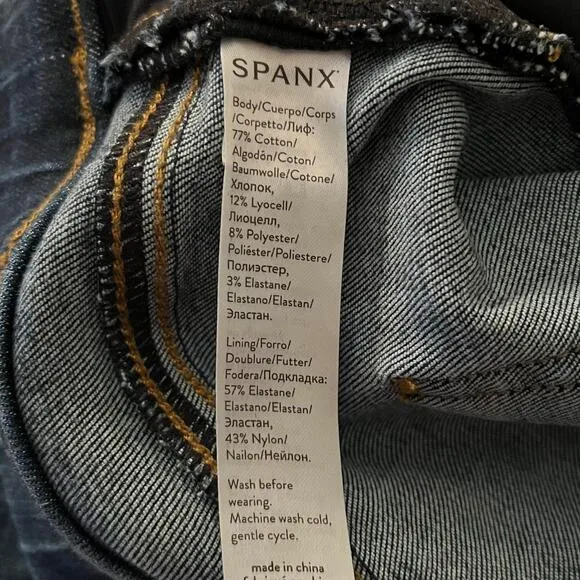 SPANX
Body/Cuerpo/Corps
/Corpetto/Лиф:
77% Cotton/
Algodón/Coton/
Baumwolle/Cotone/
Хлопок,
12% Lyocell/
Лиоцелл,
8% Polyester/
Poliéster/Poliestere/
Полиэстер,
3% Elastane/
Elastano/Elastan/
Эластан.
Lining/Forro/
Doublure/Futter/
Fodera/Подкладка:
57% Elastane/
Elastano/Elastan/
Эластан,
43% Nylon/
Nailon/Нейлон.
Wash before
wearing.
Machine wash cold,
gentle cycle.
made in china